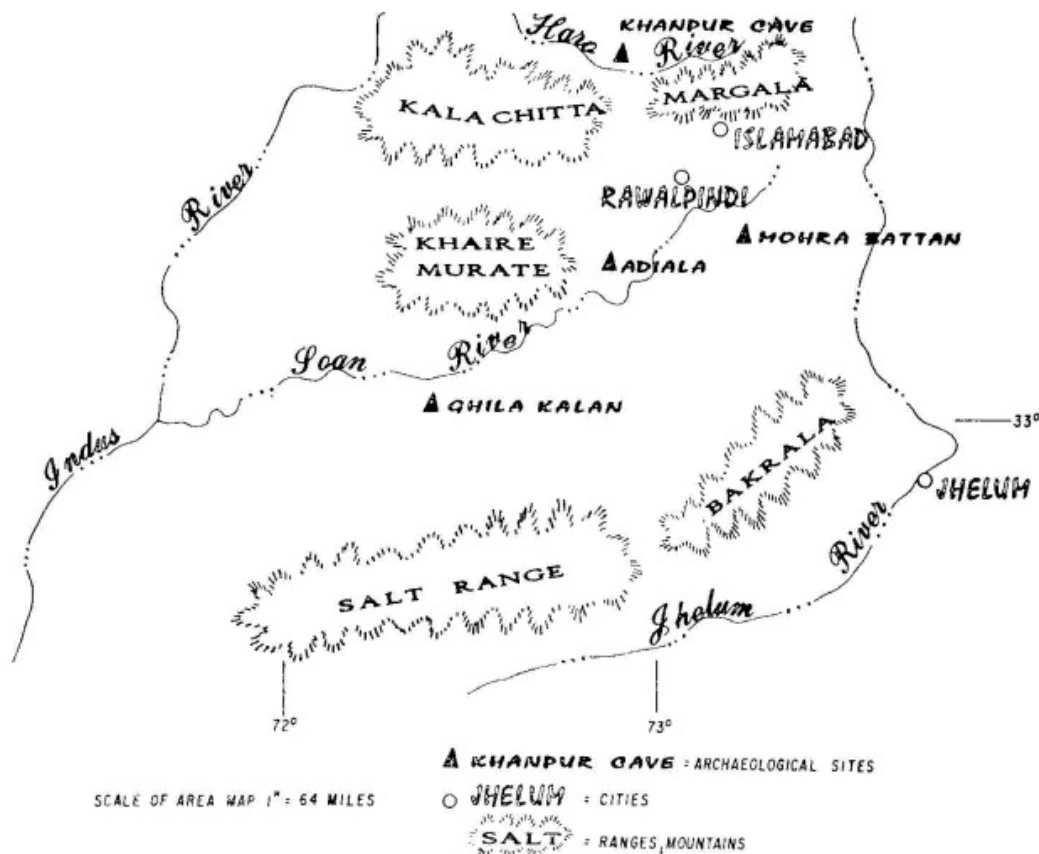 Haro River
KHANPUR CAVE
KALA CHITTA
MARGALA
ISLAMABAD
RAWALPINDI
River
KHAIRE
MURATE
MOHRA BATTAN
ADIALA
Soan River
GHILA KALAN
Indus
33°
BAKRALA
JHELUM
River
SALT RANGE
Jhelum
72°
73°
KHANPUR CAVE = ARCHAEOLOGICAL SITES
SCALE OF AREA MAP 1" = 64 MILES
JHELUM = CITIES
SALT = RANGES, MOUNTAINS